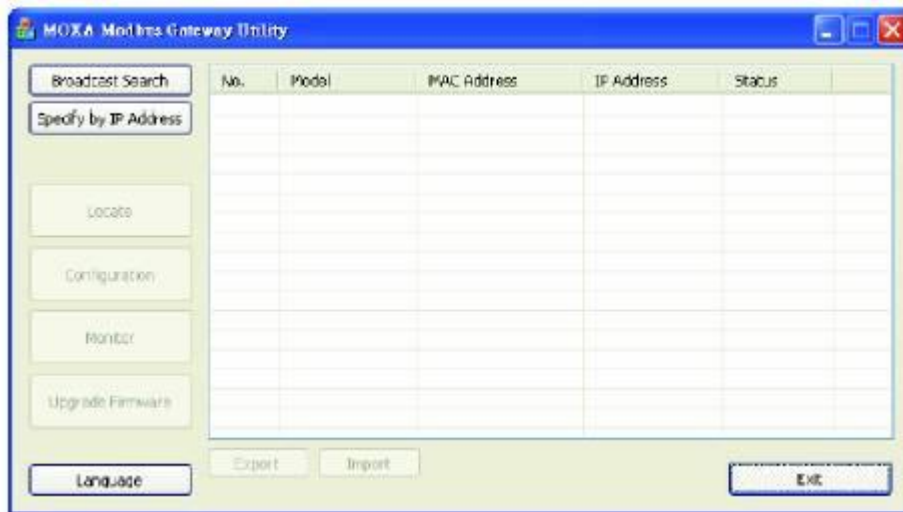 MOXA Modbus Gateway Utility
Broadcast Search
Specify by IP Address
No. Model MAC Address IP Address Status
Locate
Configuration
Monitor
Upgrade Firmware
Export Import
Language
Exit